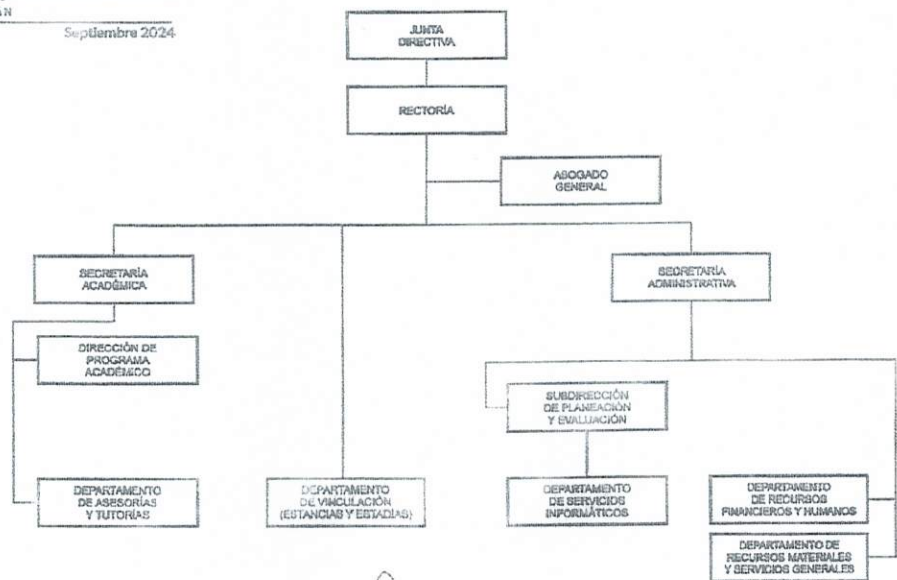 Septiembre 2024
JUNTA
DIRECTIVA
RECTORÍA
ABOGADO
GENERAL
SECRETARÍA
ACADÉMICA
SECRETARÍA
ADMINISTRATIVA
DIRECCIÓN DE
PROGRAMA
ACADÉMICO
SUBDIRECCIÓN
DE PLANEACIÓN
Y EVALUACIÓN
DEPARTAMENTO
DE ASESORÍAS
Y TUTORÍAS
DEPARTAMENTO
DE VINCULACIÓN
(ESTANCIAS Y ESTADÍAS)
DEPARTAMENTO
DE SERVICIOS
INFORMÁTICOS
DEPARTAMENTO
DE RECURSOS
FINANCIEROS Y HUMANOS
DEPARTAMENTO DE
RECURSOS MATERIALES
Y SERVICIOS GENERALES